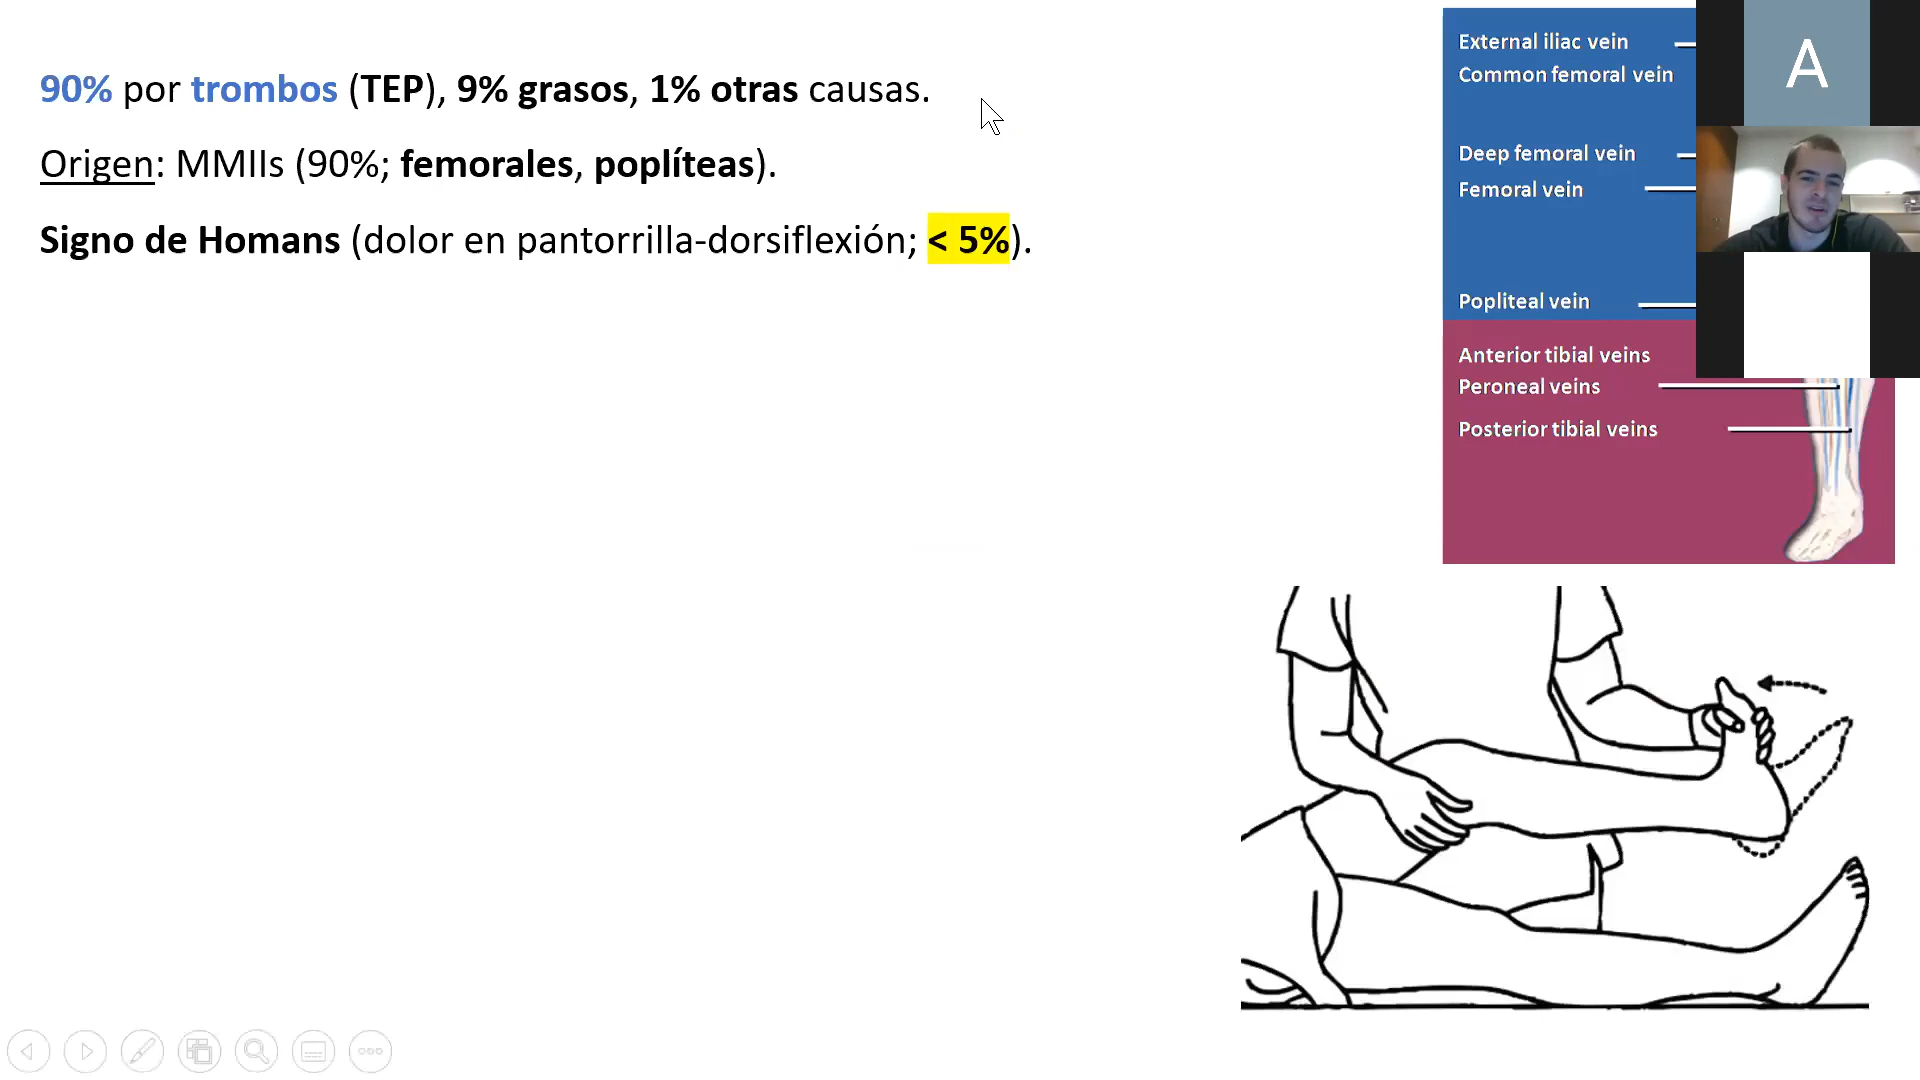 90% por trombos (TEP), 9% grasos, 1% otras causas.
Origen: MMIIs (90%; femorales, poplíteas).
Signo de Homans (dolor en pantorrilla-dorsiflexión; < 5%).
External iliac vein
Common femoral vein
Deep femoral vein
Femoral vein
Popliteal vein
Anterior tibial veins
Peroneal veins
Posterior tibial veins
A